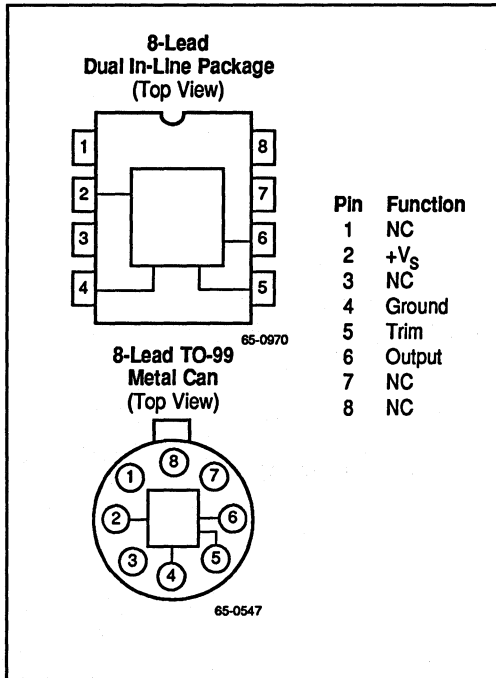 8-Lead
Dual In-Line Package
(Top View)
1
8
2
7
3
6
4
5
65-0970
Pin Function
1 NC
2 +VS
3 NC
4 Ground
5 Trim
6 Output
7 NC
8 NC
8-Lead TO-99
Metal Can
(Top View)
8
1
7
2
6
3
5
4
65-0547